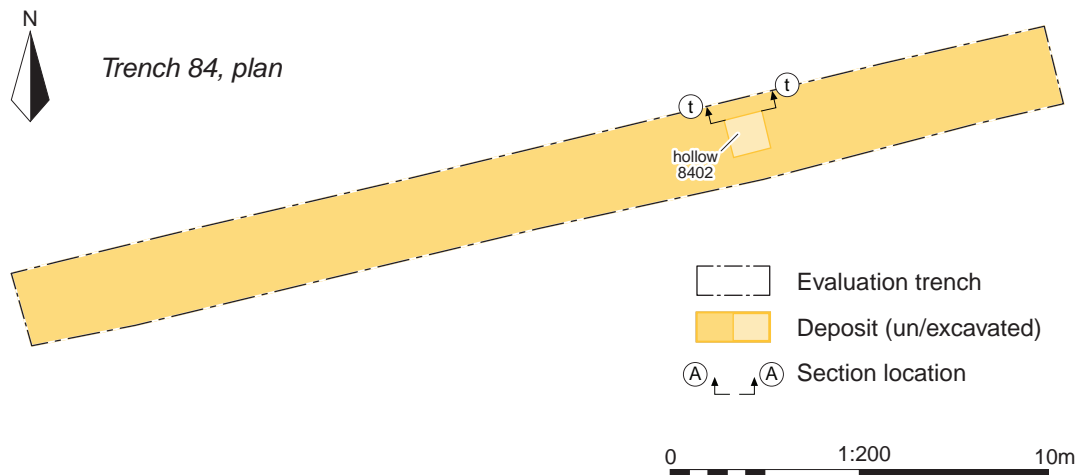 N
Trench 84, plan
t
t
hollow
8402
Evaluation trench
Deposit (un/excavated)
A A Section location
0 1:200 10m